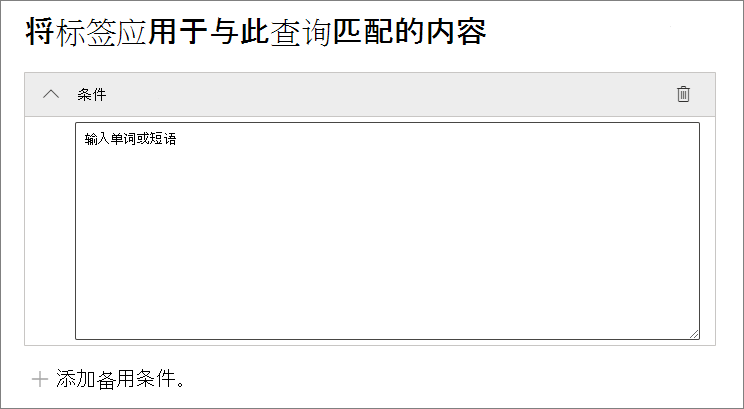 将标签应用于与此查询匹配的内容
条件
输入单词或短语
添加备用条件。